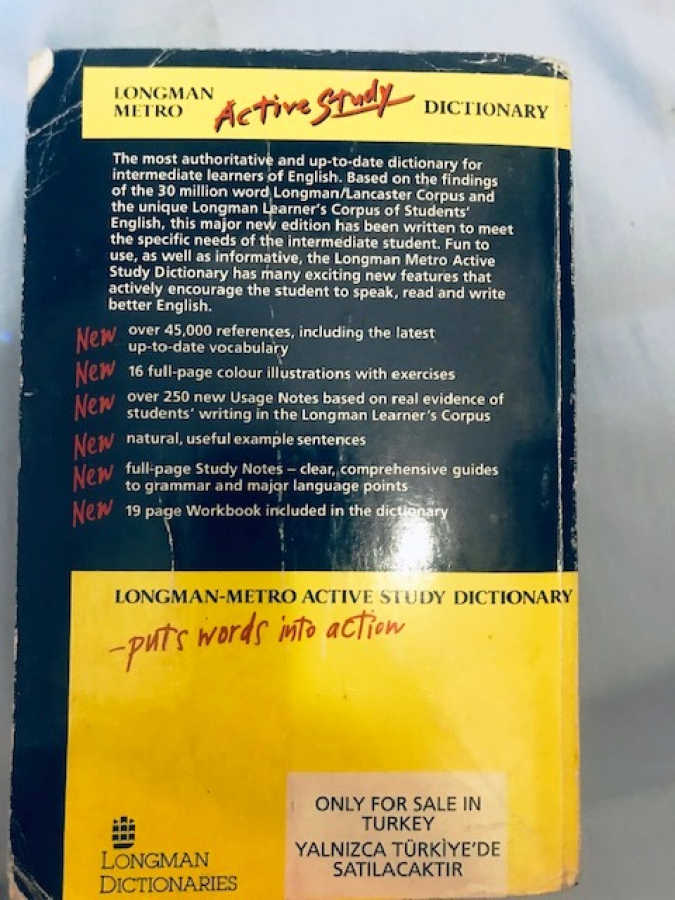 LONGMAN
METRO
Active Study
DICTIONARY
The most authoritative and up-to-date dictionary for
intermediate learners of English. Based on the findings
of the 30 million word Longman/Lancaster Corpus and
the unique Longman Learner's Corpus of Students'
English, this major new edition has been written to meet
the specific needs of the intermediate student. Fun to
use, as well as informative, the Longman Metro Active
Study Dictionary has many exciting new features that
actively encourage the student to speak, read and write
better English.
New over 45,000 references, including the latest
up-to-date vocabulary
New 16 full-page colour illustrations with exercises
New over 250 new Usage Notes based on real evidence of
students' writing in the Longman Learner's Corpus
New natural, useful example sentences
New full-page Study Notes – clear, comprehensive guides
to grammar and major language points
New 19 page Workbook included in the dictionary
LONGMAN-METRO ACTIVE STUDY DICTIONARY
-puts words into action
ONLY FOR SALE IN
TURKEY
YALNIZCA TÜRKİYE'DE
SATILACAKTIR
LONGMAN
DICTIONARIES